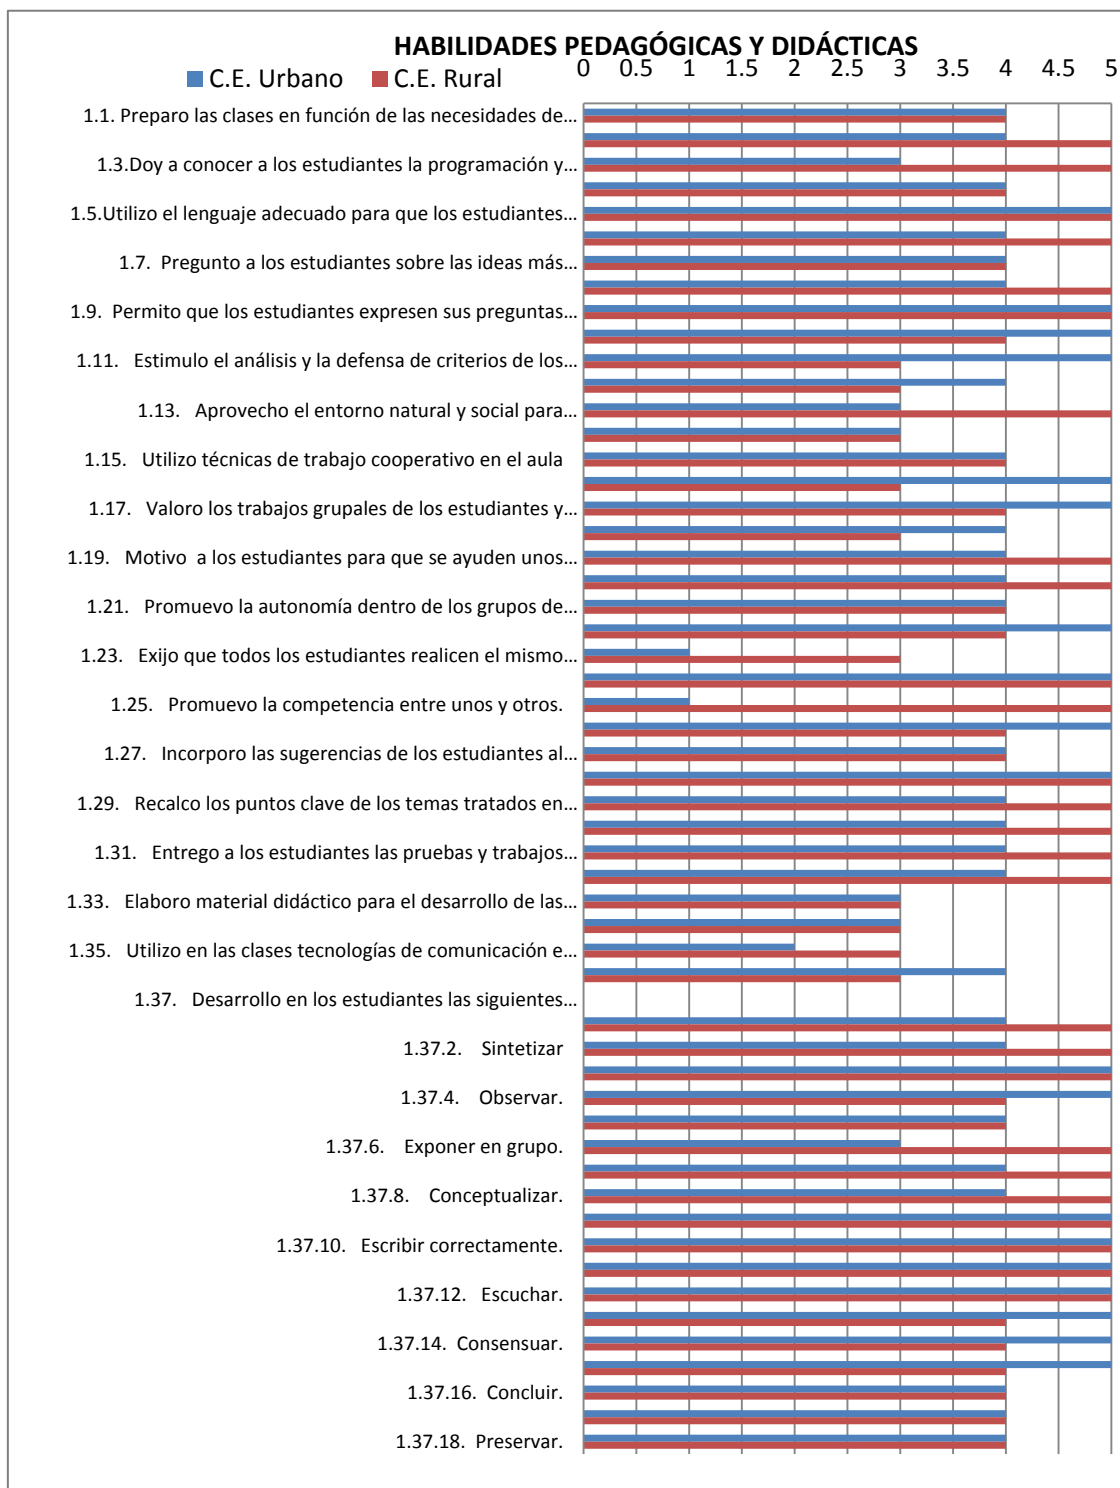 HABILIDADES PEDAGÓGICAS Y DIDÁCTICAS
C.E. Urbano C.E. Rural
0 0.5 1 1.5 2 2.5 3 3.5 4 4.5 5
1.1. Preparo las clases en función de las necesidades de…
1.3.Doy a conocer a los estudiantes la programación y…
1.5.Utilizo el lenguaje adecuado para que los estudiantes…
1.7. Pregunto a los estudiantes sobre las ideas más…
1.9. Permito que los estudiantes expresen sus preguntas…
1.11. Estimulo el análisis y la defensa de criterios de los…
1.13. Aprovecho el entorno natural y social para…
1.15. Utilizo técnicas de trabajo cooperativo en el aula
1.17. Valoro los trabajos grupales de los estudiantes y…
1.19. Motivo a los estudiantes para que se ayuden unos…
1.21. Promuevo la autonomía dentro de los grupos de…
1.23. Exijo que todos los estudiantes realicen el mismo…
1.25. Promuevo la competencia entre unos y otros.
1.27. Incorporo las sugerencias de los estudiantes al…
1.29. Recalco los puntos clave de los temas tratados en…
1.31. Entrego a los estudiantes las pruebas y trabajos…
1.33. Elaboro material didáctico para el desarrollo de las…
1.35. Utilizo en las clases tecnologías de comunicación e…
1.37. Desarrollo en los estudiantes las siguientes…
1.37.2. Sintetizar
1.37.4. Observar.
1.37.6. Exponer en grupo.
1.37.8. Conceptualizar.
1.37.10. Escribir correctamente.
1.37.12. Escuchar.
1.37.14. Consensuar.
1.37.16. Concluir.
1.37.18. Preservar.